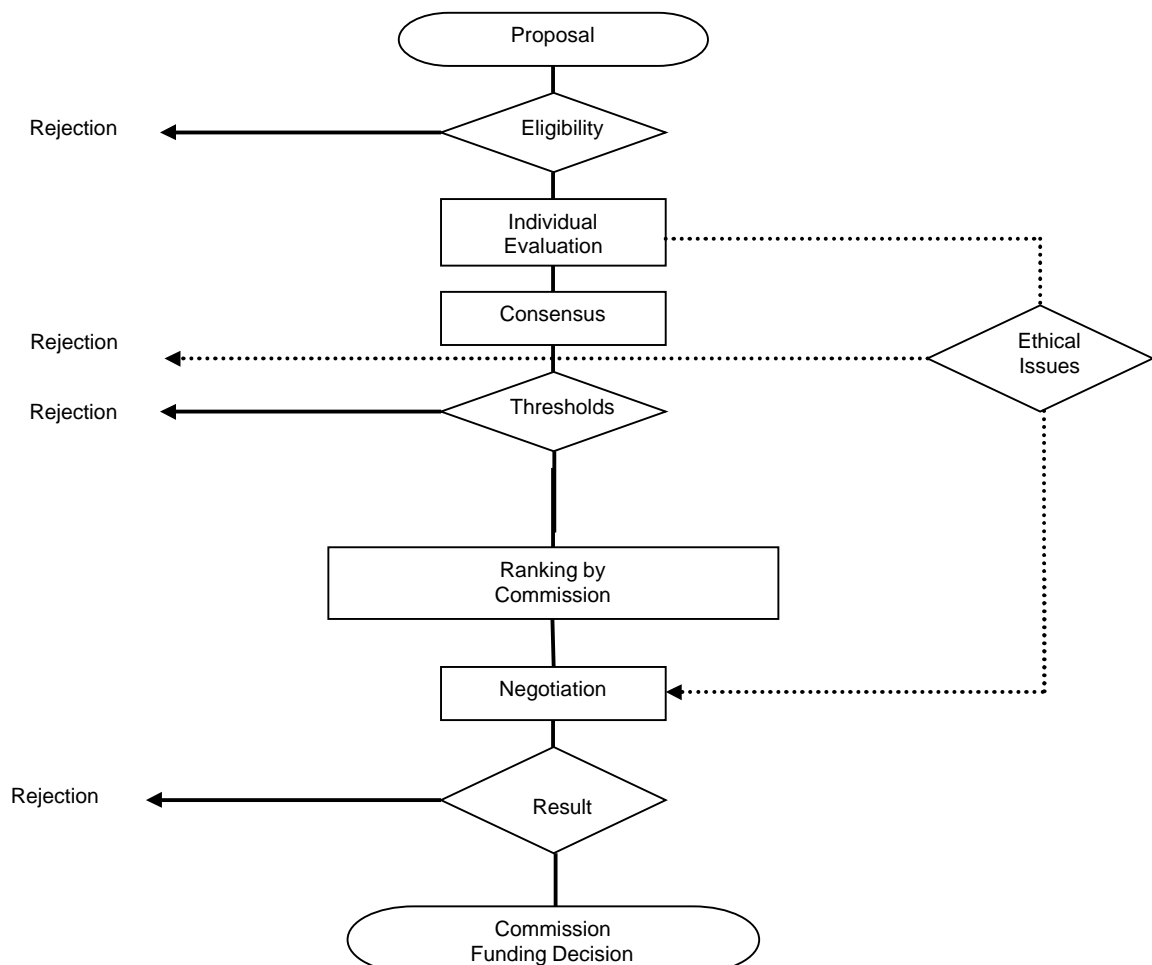 Proposal
Rejection
Eligibility
Individual
Evaluation
Consensus
Rejection
Ethical
Issues
Rejection
Thresholds
Ranking by
Commission
Negotiation
Rejection
Result
Commission
Funding Decision